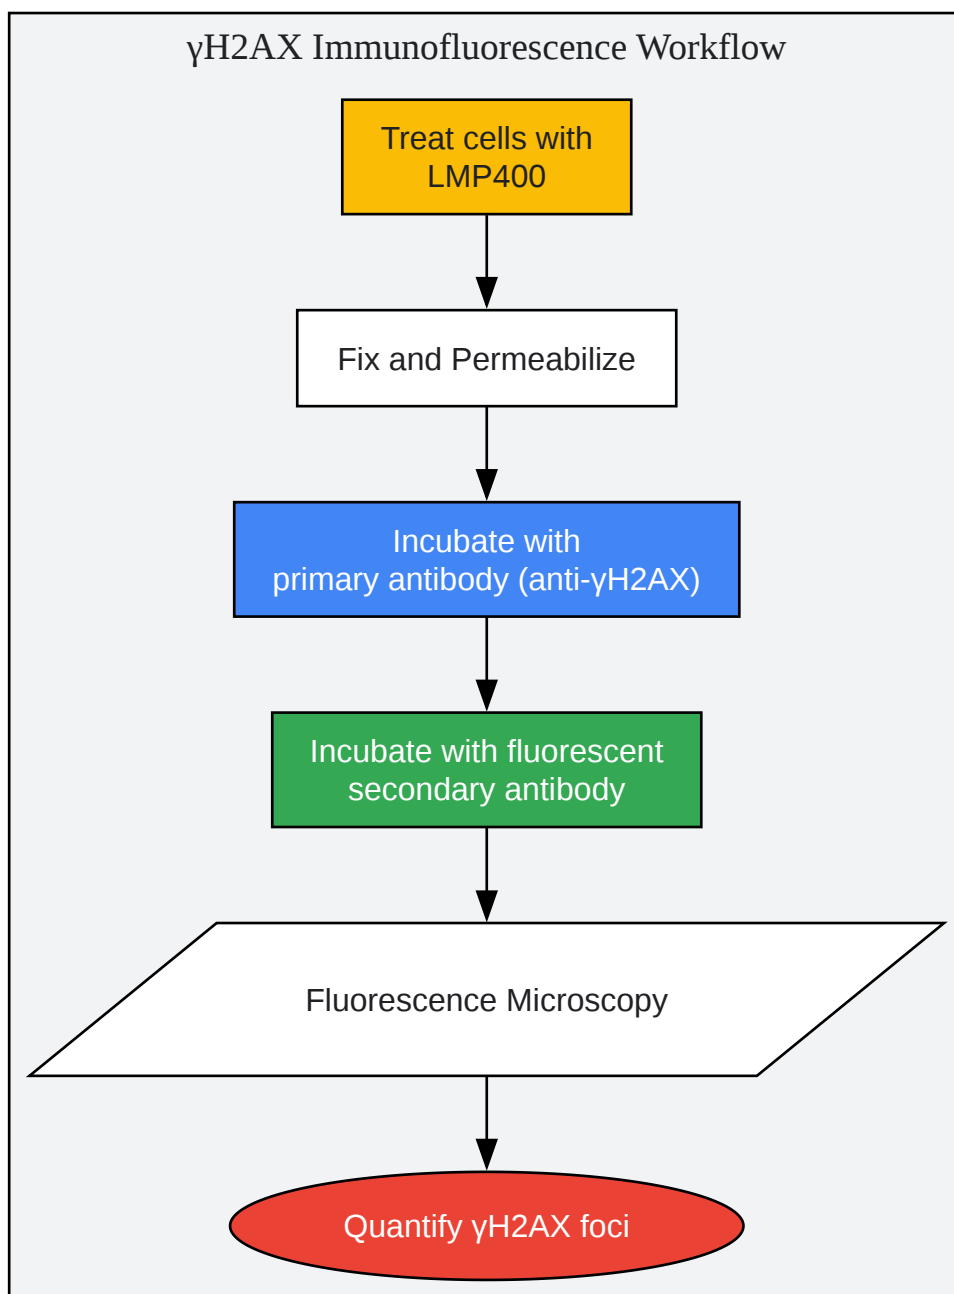 γH2AX Immunofluorescence Workflow
Treat cells with
LMP400
Fix and Permeabilize
Incubate with
primary antibody (anti-γH2AX)
Incubate with fluorescent
secondary antibody
Fluorescence Microscopy
Quantify γH2AX foci